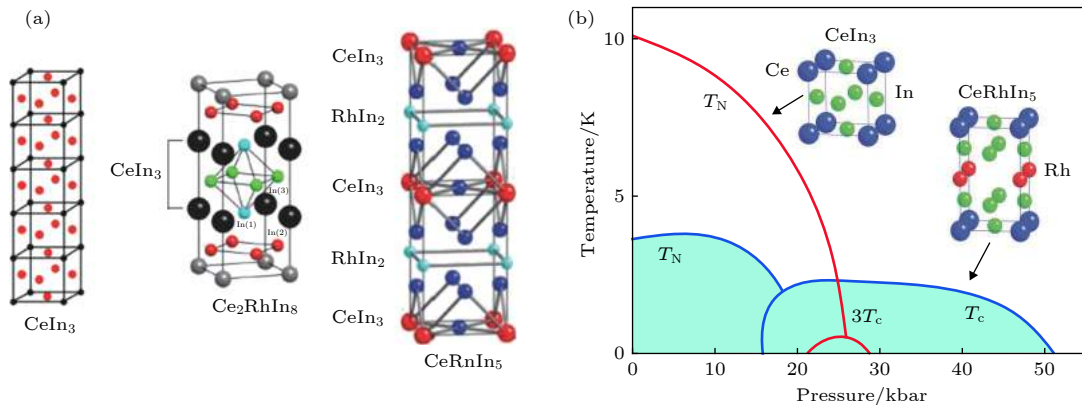 (a)
CeIn3
RhIn2
CeIn3
RhIn2
CeIn3
CeRnIn5
CeIn3
In(3)
In(1)
In(2)
Ce2RhIn8
CeIn3
(b)
Temperature/K
10
5
0
CeIn3
Ce
In
TN
CeRhIn5
Rh
TN
3Tc
Tc
0
10
20
30
40
50
Pressure/kbar